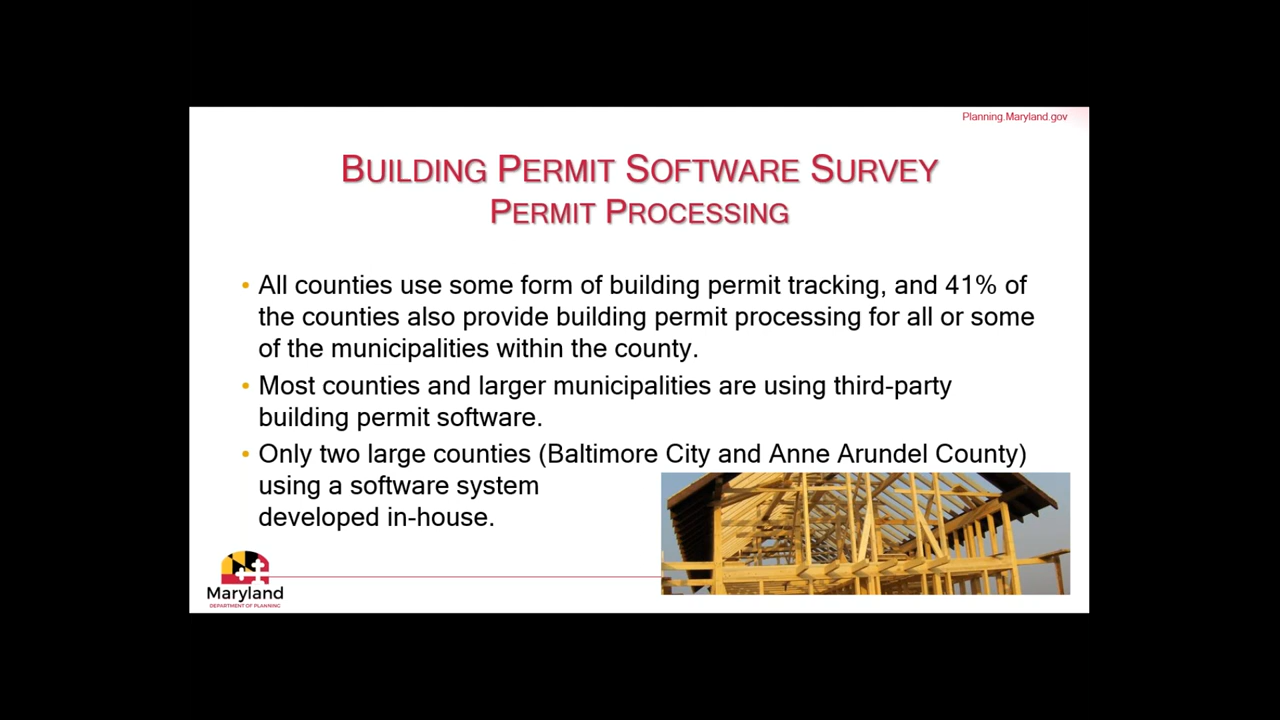 Planning.Maryland.gov
BUILDING PERMIT SOFTWARE SURVEY
PERMIT PROCESSING
• All counties use some form of building permit tracking, and 41% of
the counties also provide building permit processing for all or some
of the municipalities within the county.
• Most counties and larger municipalities are using third-party
building permit software.
• Only two large counties (Baltimore City and Anne Arundel County)
using a software system
developed in-house.
Maryland
DEPARTMENT OF PLANNING